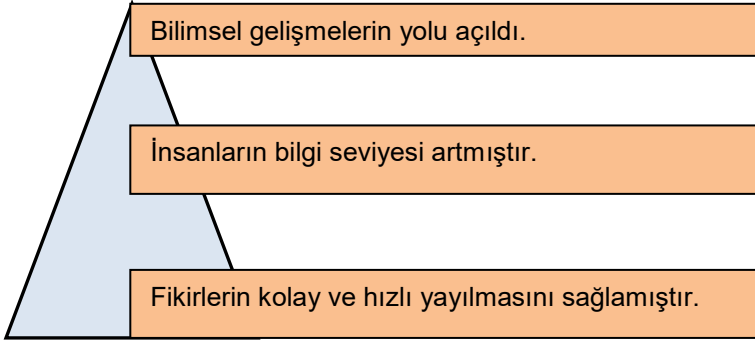 Bilimsel gelişmelerin yolu açıldı.
İnsanların bilgi seviyesi artmıştır.
Fikirlerin kolay ve hızlı yayılmasını sağlamıştır.